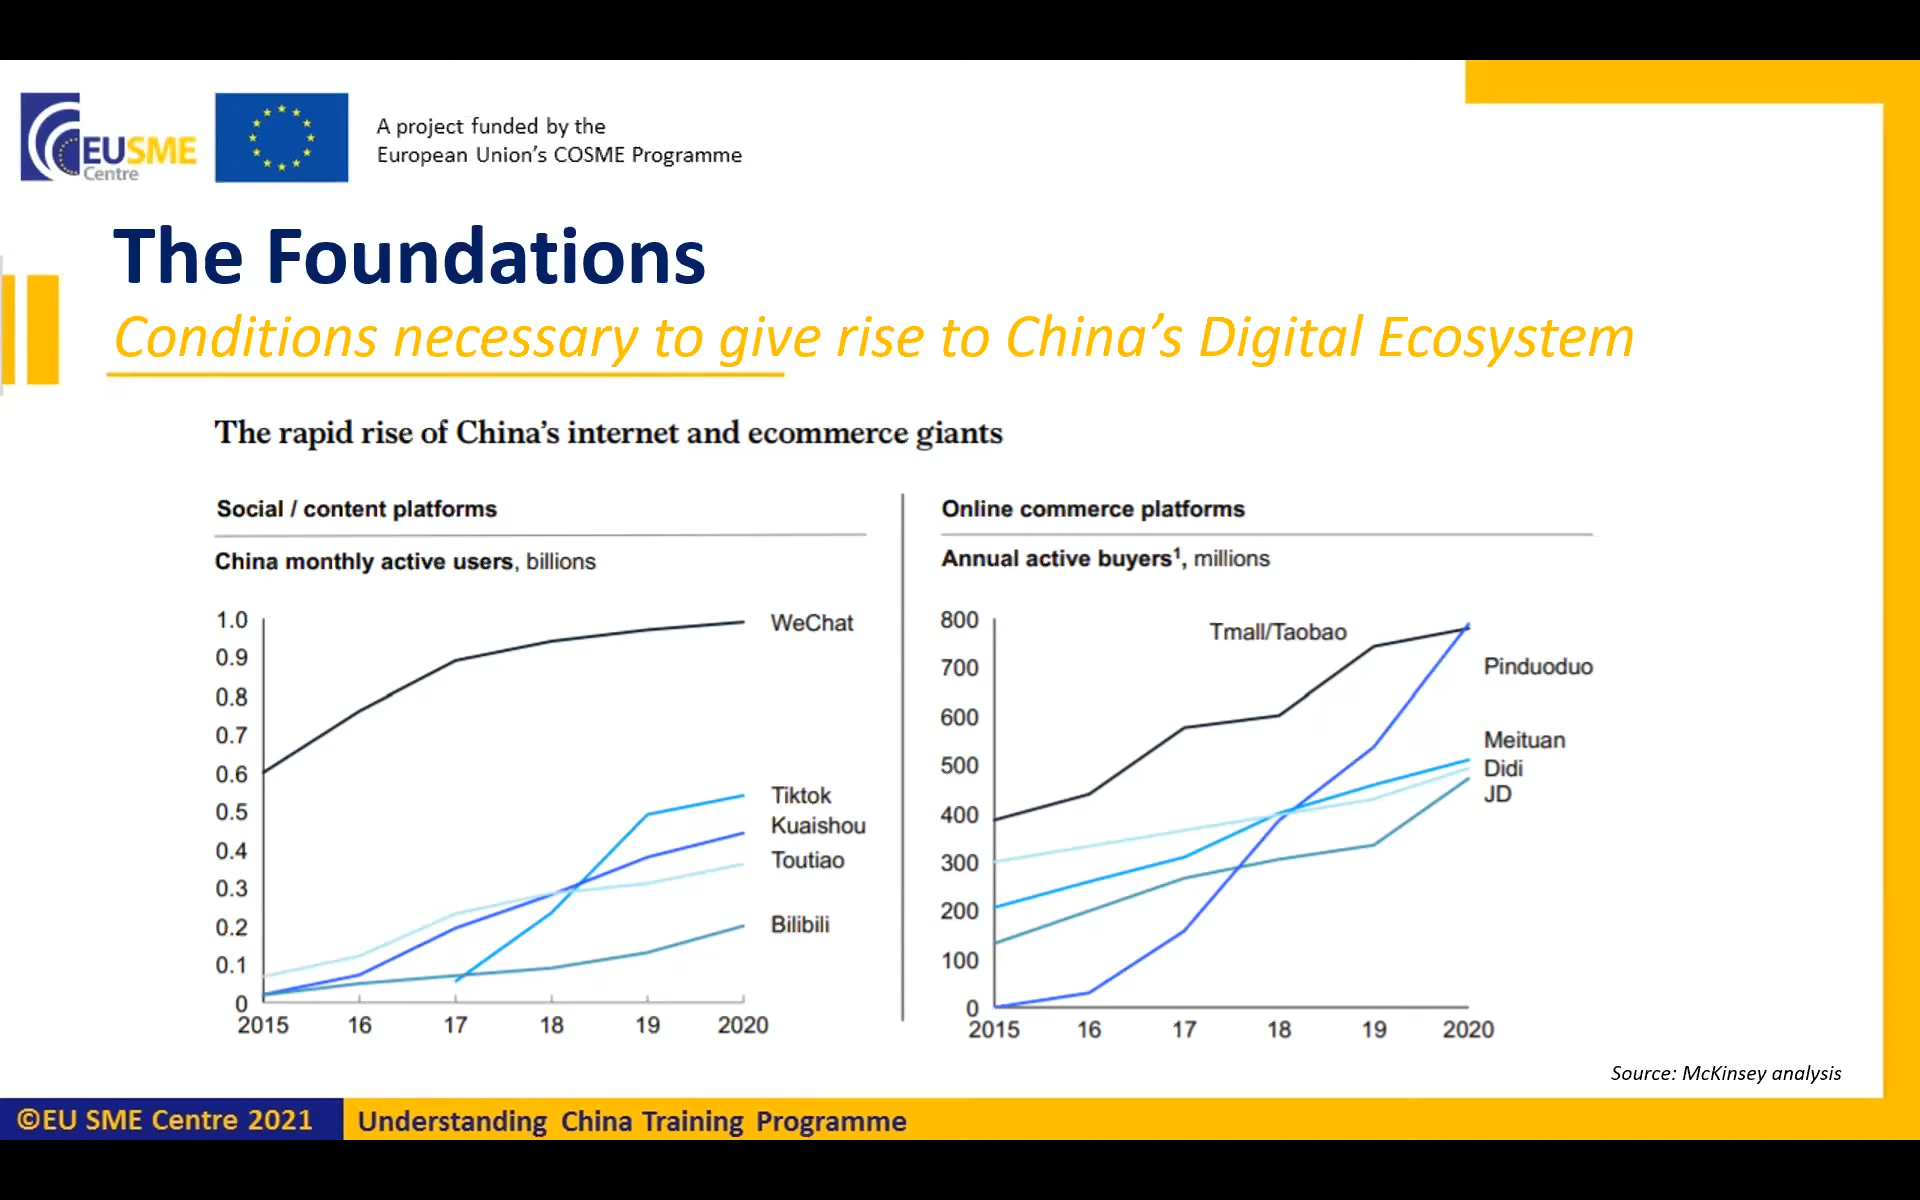 EUSME
Centre
A project funded by the
European Union's COSME Programme
The Foundations
Conditions necessary to give rise to China's Digital Ecosystem
The rapid rise of China's internet and ecommerce giants
Social / content platforms
China monthly active users, billions
1.0
0.9
0.8
0.7
0.6
0.5
0.4
0.3
0.2
0.1
0
WeChat
Tiktok
Kuaishou
Toutiao
Bilibili
2015 16 17 18 19 2020
Online commerce platforms
Annual active buyers¹, millions
800
700
600
500
400
300
200
100
0
Tmall/Taobao
Pinduoduo
Meituan
Didi
JD
2015 16 17 18 19 2020
Source: McKinsey analysis
©EU SME Centre 2021
Understanding China Training Programme